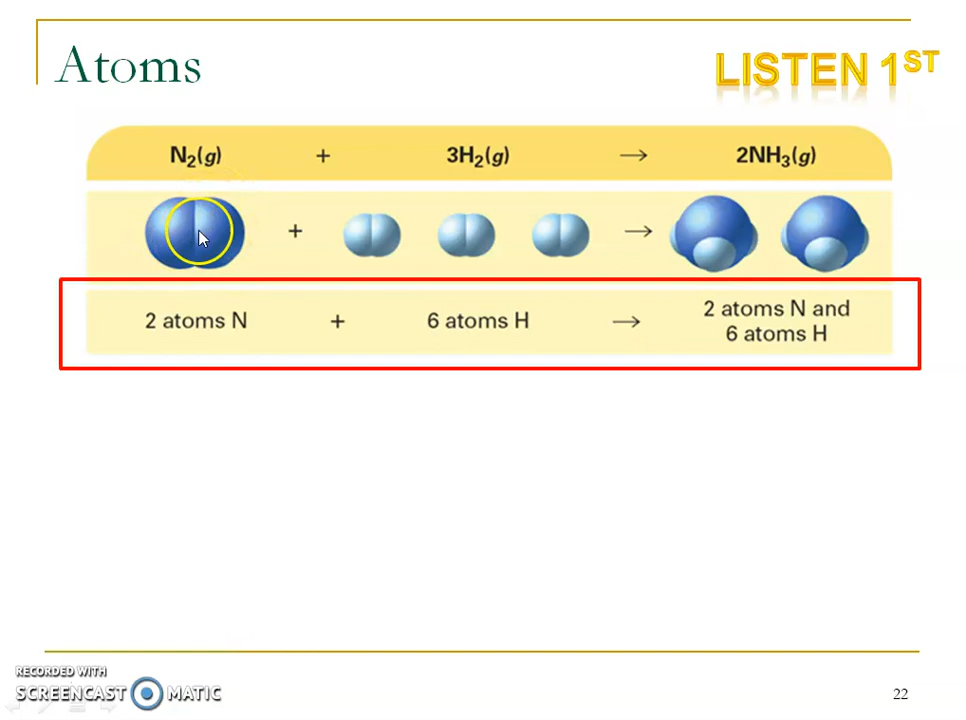 Atoms
LISTEN 1ST
N₂(g) + 3H₂(g) → 2NH₃(g)
+ →
2 atoms N + 6 atoms H → 2 atoms N and
6 atoms H
RECORDED WITH
SCREENCAST MATIC
22